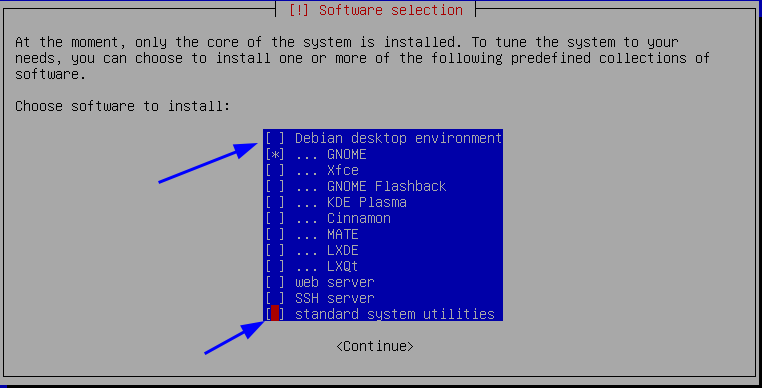 [!] Software selection
At the moment, only the core of the system is installed. To tune the system to your
needs, you can choose to install one or more of the following predefined collections of
software.
Choose software to install:
[ ] Debian desktop environment
[*] ... GNOME
[ ] ... Xfce
[ ] ... GNOME Flashback
[ ] ... KDE Plasma
[ ] ... Cinnamon
[ ] ... MATE
[ ] ... LXDE
[ ] ... LXQt
[ ] web server
[ ] SSH server
[ ] standard system utilities
<Continue>